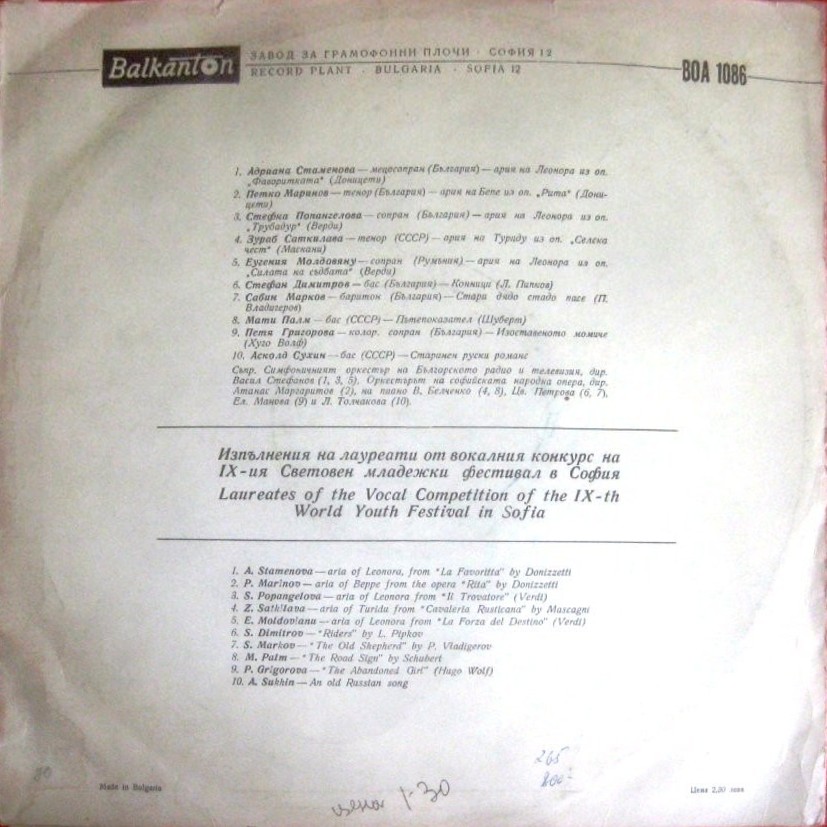 Balkanton
ЗАВОД ЗА ГРАМОФОННИ ПЛОЧИ · СОФИЯ 12
RECORD PLANT · BULGARIA · SOFIA 12
ВОА 1086
1. Адриана Стаменова — мецосопран (България) — ария на Леонора из оп.
„Фаворитката“ (Доницети)
2. Петко Маринов — тенор (България) — ария на Бепе из оп. „Рита“ (Дони-
цети)
3. Стефка Попангелова — сопран (България) — ария на Леонора из оп.
„Трубадур“ (Верди)
4. Зураб Саткилава — тенор (СССР) — ария на Туриду из оп. „Селска
чест“ (Маскани)
5. Еугения Молдовяну — сопран (Румъния) — ария на Леонора из оп.
„Силата на съдбата“ (Верди)
6. Стефан Димитров — бас (България) — Конници (Л. Пипков)
7. Сабин Марков — баритон (България) — Стара дядо стадо пасе (П.
Владигеров)
8. Мати Палм — бас (СССР) — Пътепоказател (Шуберт)
9. Петя Григорова — колор. сопран (България) — Изоставеното момиче
(Хуго Волф)
10. Асколд Сухин — бас (СССР) — Старинен руски романс
Съпр. Симфоничният оркестър на Българското радио и телевизия, дир.
Васил Стефанов (1, 3, 5). Оркестърът на софийската народна опера, дир.
Атанас Маргаритов (2), на пиано В. Белченко (4, 8), Цв. Петрова (6, 7),
Ел. Манова (9) и Л. Толчакова (10).
Изпълнения на лауреати от вокалния конкурс на
IX-ия Световен младежки фестивал в София
Laureates of the Vocal Competition of the IX-th
World Youth Festival in Sofia
1. A. Stamenova — aria of Leonora, from "La Favoritta" by Donizzetti
2. P. Marinov — aria of Beppe from the opera "Rita" by Donizzetti
3. S. Popangelova — aria of Leonora from "Il Trovatore" (Verdi)
4. Z. Satkilava — aria of Turidu from "Cavaleria Rusticana" by Mascagni
5. E. Moldovianu — aria of Leonora from "La Forza del Destino" (Verdi)
6. S. Dimitrov — "Riders" by L. Pipkov
7. S. Markov — "The Old Shepherd" by P. Vladigerov
8. M. Palm — "The Road Sign" by Schubert
9. P. Grigorova — "The Abandoned Girl" (Hugo Wolf)
10. A. Sukhin — An old Russian song
265
80
Made in Bulgaria
цена 1-30
Цена 2,30 лева